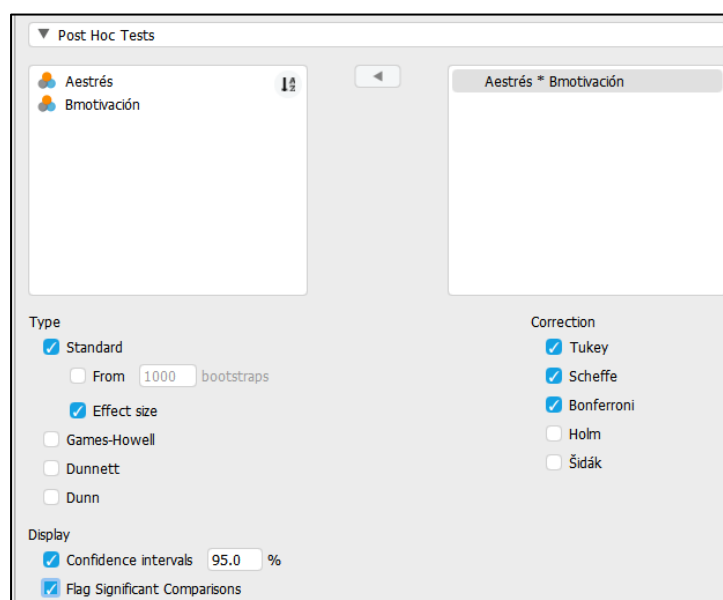 ▼ Post Hoc Tests
Aestrés
Bmotivación
Aestrés * Bmotivación
Type
Standard
From 1000 bootstraps
Effect size
Games-Howell
Dunnett
Dunn
Correction
Tukey
Scheffe
Bonferroni
Holm
Šidák
Display
Confidence intervals 95.0 %
Flag Significant Comparisons